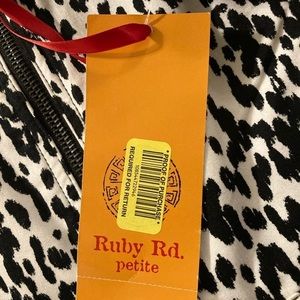 *PROOF OF PURCHASE*
REQUIRED FOR RETURN
Ruby Rd.
petite